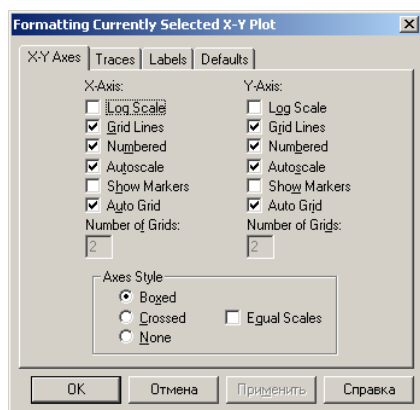 Formatting Currently Selected X-Y Plot
X-Y Axes Traces Labels Defaults
X-Axis: Y-Axis:
Log Scale Log Scale
Grid Lines Grid Lines
Numbered Numbered
Autoscale Autoscale
Show Markers Show Markers
Auto Grid Auto Grid
Number of Grids: Number of Grids:
2 2
Axes Style
Boxed
Crossed Equal Scales
None
OK Отмена Применить Справка